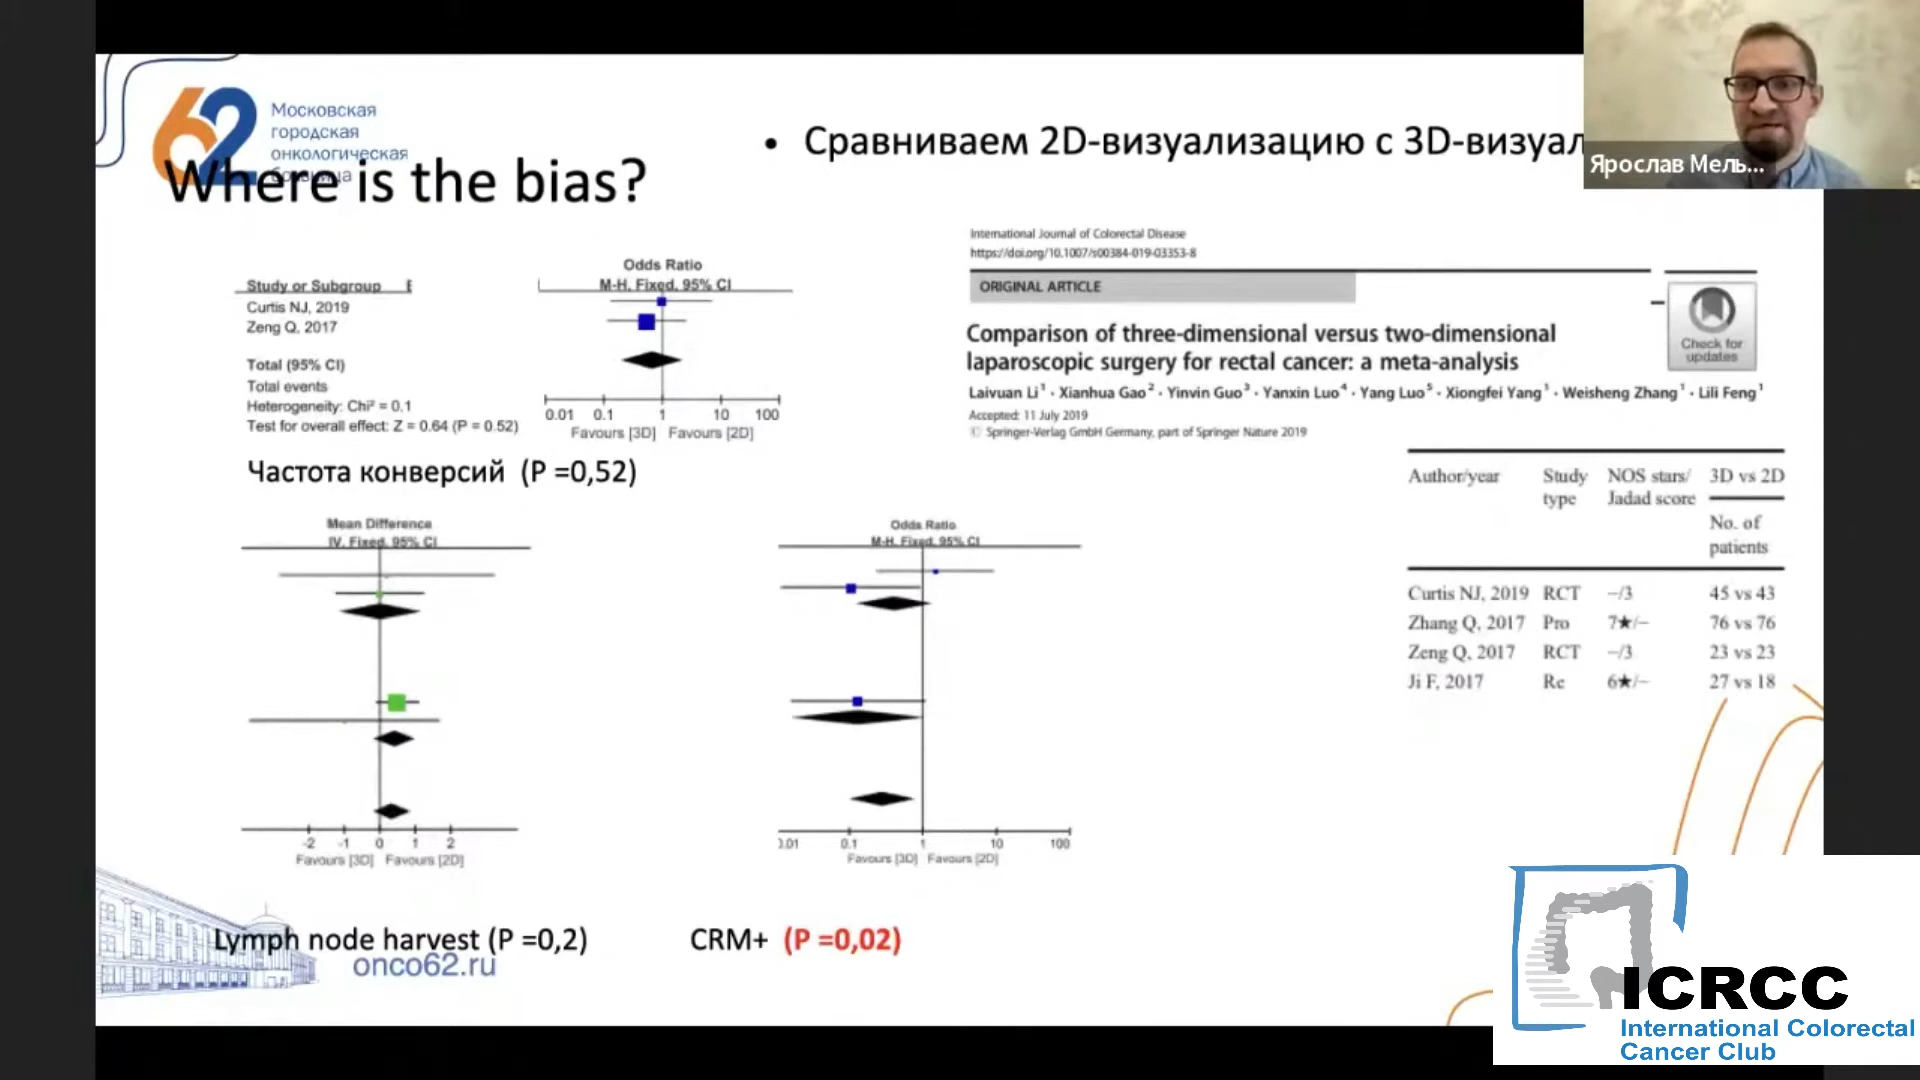 62
Московская
городская
онкологическая
Where is the bias?
• Сравниваем 2D-визуализацию с 3D-визуал
Ярослав Мель...
Odds Ratio
Study or Subgroup
M-H, Fixed, 95% CI
Curtis NJ, 2019
Zeng Q, 2017
Total (95% CI)
Total events
Heterogeneity: Chi² = 0.1
Test for overall effect: Z = 0.64 (P = 0.52)
0.01 0.1 1 10 100
Favours [3D] Favours [2D]
Частота конверсий (P =0,52)
International Journal of Colorectal Disease
https://doi.org/10.1007/s00384-019-03353-8
ORIGINAL ARTICLE
Check for
updates
Comparison of three-dimensional versus two-dimensional
laparoscopic surgery for rectal cancer: a meta-analysis
Laivuan Li¹ · Xianhua Gao² · Yinvin Guo³ · Yanxin Luo⁴ · Yang Luo⁵ · Xiongfei Yang¹ · Weisheng Zhang¹ · Lili Feng¹
Accepted: 11 July 2019
© Springer-Verlag GmbH Germany, part of Springer Nature 2019
Author/year Study type NOS stars/ Jadad score 3D vs 2D
No. of
patients
Curtis NJ, 2019 RCT –/3 45 vs 43
Zhang Q, 2017 Pro 7★/– 76 vs 76
Zeng Q, 2017 RCT –/3 23 vs 23
Ji F, 2017 Re 6★/– 27 vs 18
Mean Difference
IV, Fixed, 95% CI
-2 -1 0 1 2
Favours [3D] Favours [2D]
Odds Ratio
M-H, Fixed, 95% CI
0.01 0.1 1 10 100
Favours [3D] Favours [2D]
Lymph node harvest (P =0,2)
CRM+ (P =0,02)
onco62.ru
ICRCC
International Colorectal
Cancer Club